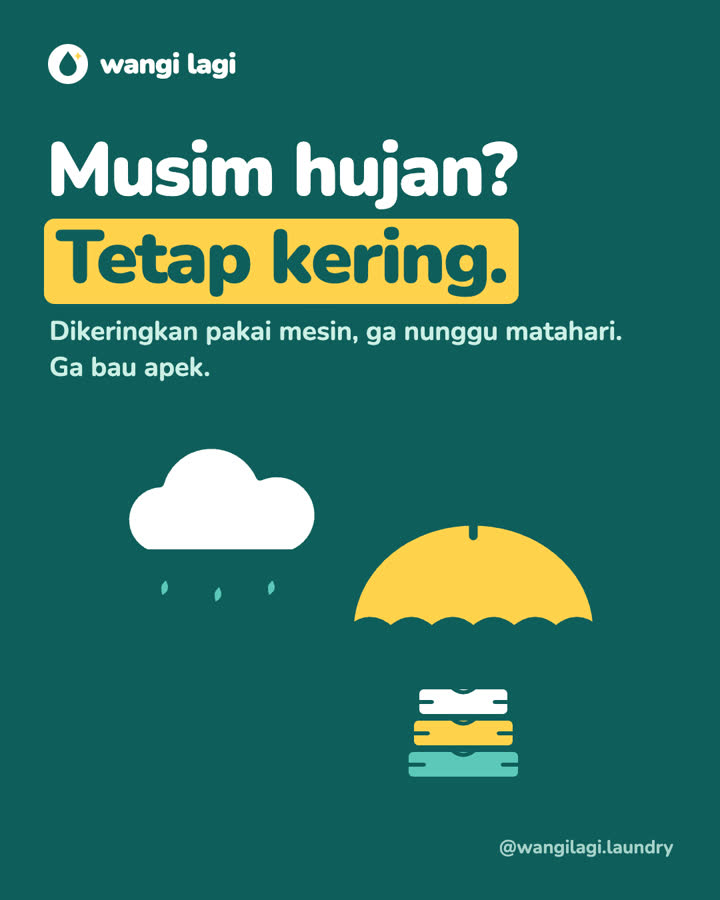 wangi lagi
Musim hujan?
Tetap kering.
Dikeringkan pakai mesin, ga nunggu matahari.
Ga bau apek.
@wangilagi.laundry